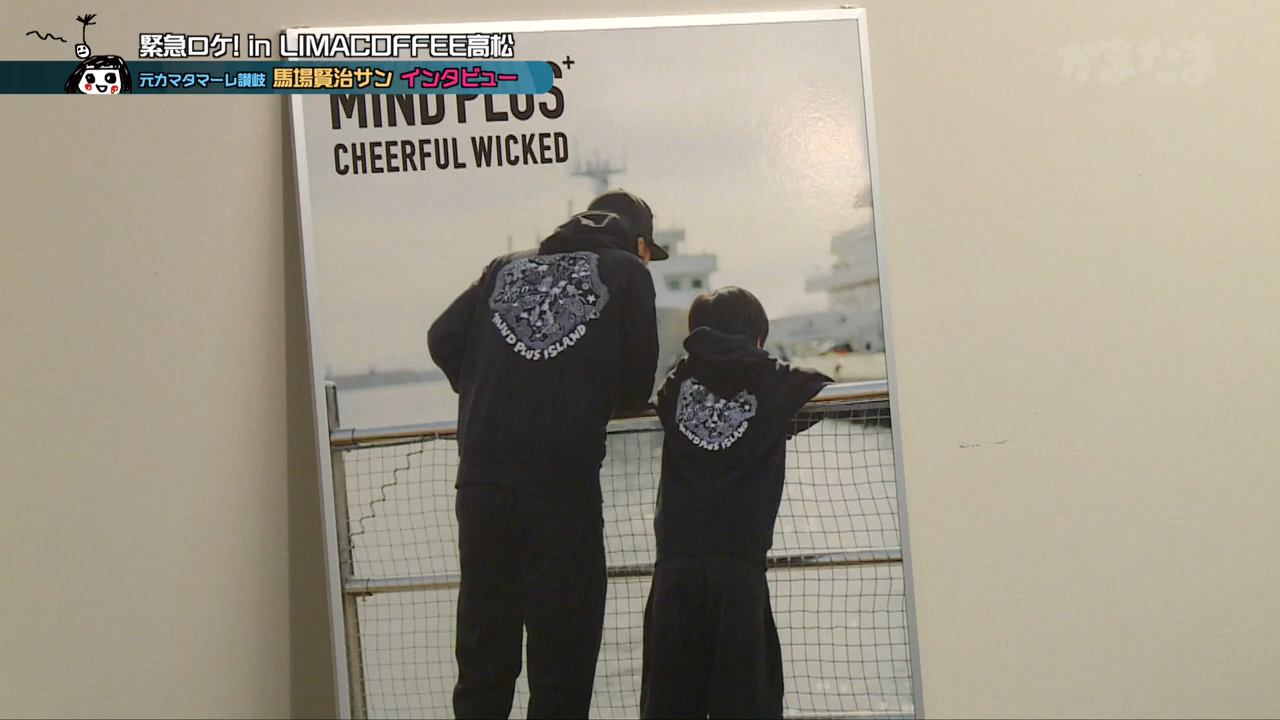 緊急ロケ! in LIMACOFFEE高松
元カマタマーレ讃岐 馬場賢治サン インタビュー
MIND PLUS+
CHEERFUL WICKED
MIND PLUS ISLAND
MIND PLUS ISLAND